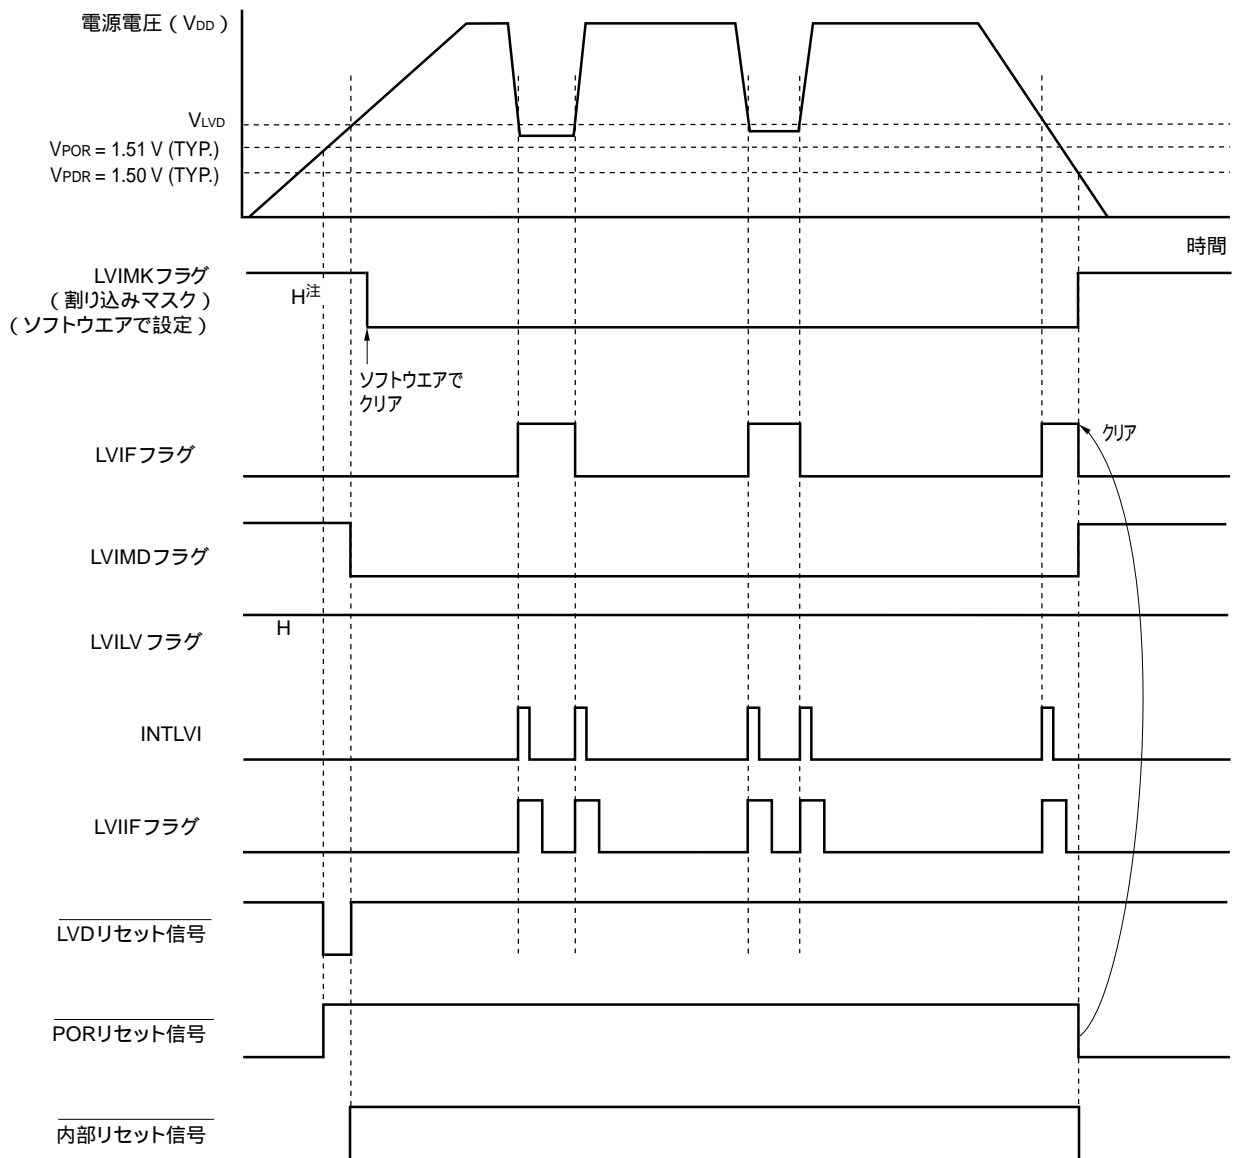 電源電圧（VDD）
VLVD
VPOR = 1.51 V (TYP.)
VPDR = 1.50 V (TYP.)
時間
LVIMKフラグ
（割り込みマスク）
（ソフトウエアで設定）
H注
ソフトウエアで
クリア
LVIFフラグ
クリア
LVIMDフラグ
H
LVILVフラグ
INTLVI
LVIIFフラグ
LVDリセット信号
PORリセット信号
内部リセット信号